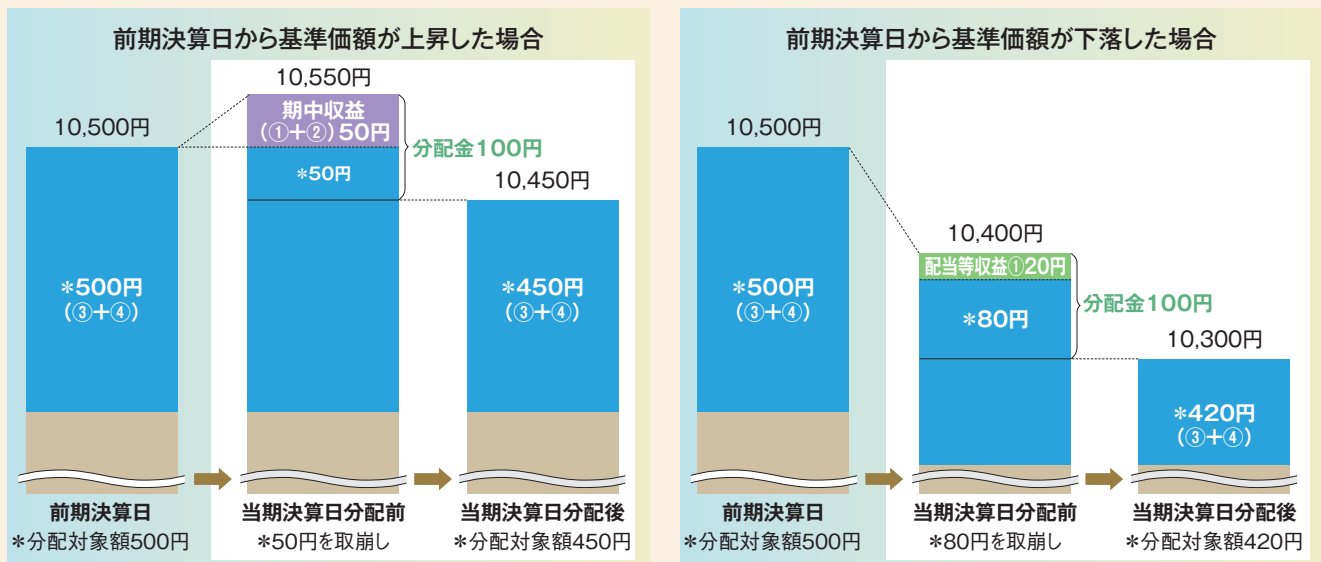 前期決算日から基準価額が上昇した場合
10,550円
期中収益
(①+②)50円
10,500円
分配金100円
*50円
10,450円
*500円
(③+④)
*450円
(③+④)
前期決算日
当期決算日分配前
当期決算日分配後
*分配対象額500円
*50円を取崩し
*分配対象額450円
前期決算日から基準価額が下落した場合
10,500円
10,400円
配当等収益①20円
*500円
(③+④)
*80円
分配金100円
10,300円
*420円
(③+④)
前期決算日
当期決算日分配前
当期決算日分配後
*分配対象額500円
*80円を取崩し
*分配対象額420円